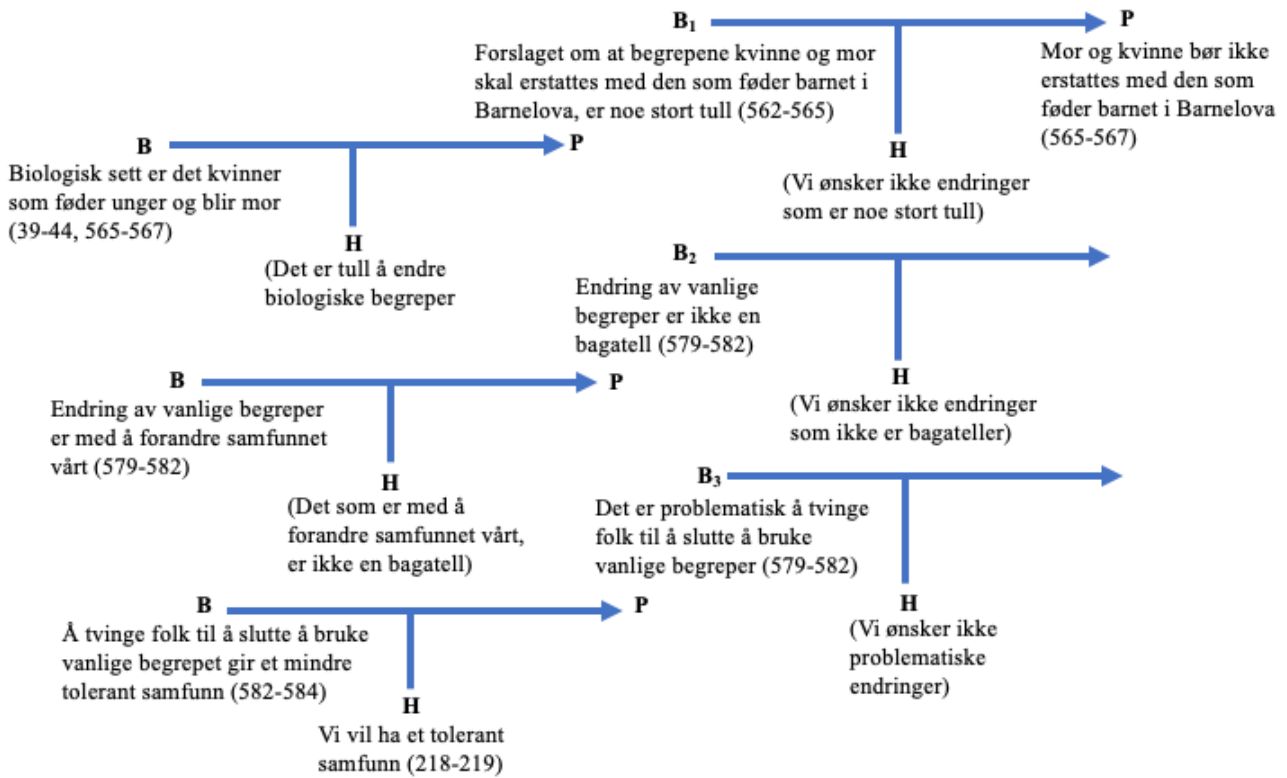 B₁
P
Forslaget om at begrepene kvinne og mor
skal erstattes med den som føder barnet i
Barnelova, er noe stort tull (562-565)
Mor og kvinne bør ikke
erstattes med den som
føder barnet i Barnelova
(565-567)
H
(Vi ønsker ikke endringer
som er noe stort tull)
B
P
Biologisk sett er det kvinner
som føder unger og blir mor
(39-44, 565-567)
H
(Det er tull å endre
biologiske begreper
B₂
Endring av vanlige
begreper er ikke en
bagatell (579-582)
H
(Vi ønsker ikke endringer
som ikke er bagateller)
B
P
Endring av vanlige begreper
er med å forandre samfunnet
vårt (579-582)
H
(Det som er med å
forandre samfunnet vårt,
er ikke en bagatell)
B₃
Det er problematisk å tvinge
folk til å slutte å bruke
vanlige begreper (579-582)
H
(Vi ønsker ikke
problematiske
endringer)
B
P
Å tvinge folk til å slutte å bruke
vanlige begrepet gir et mindre
tolerant samfunn (582-584)
H
Vi vil ha et tolerant
samfunn (218-219)